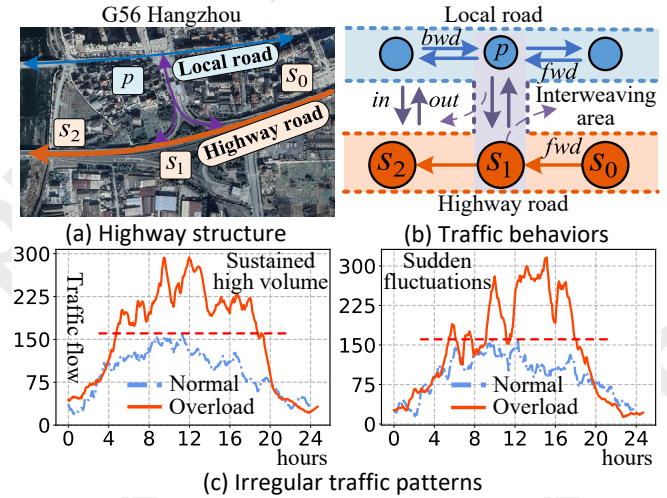 G56 Hangzhou
Local road
p
s0
Highway road
s2
s1
(a) Highway structure
Local road
bwd
p
fwd
in
out
Interweaving
area
s2
s1
fwd
s0
Highway road
(b) Traffic behaviors
300
225
150
75
0
Traffic flow
Sustained
high volume
Normal
Overload
0 4 8 12 16 20 24
hours
300
225
150
75
0
Sudden
fluctuations
Normal
Overload
0 4 8 12 16 20 24
hours
(c) Irregular traffic patterns